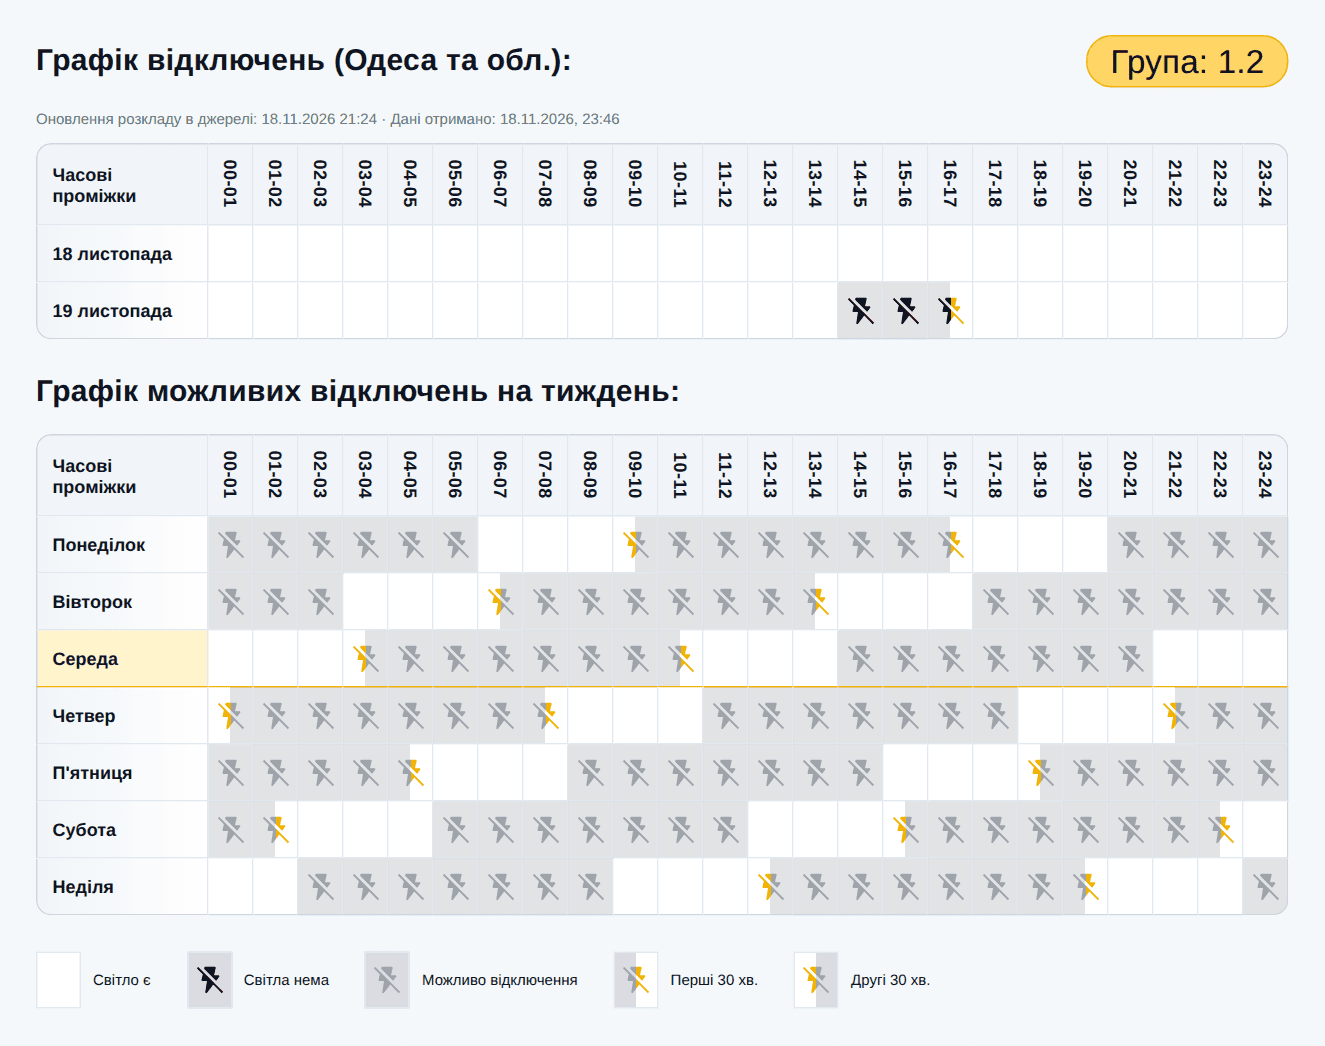 Графік відключень (Одеса та обл.):
Група: 1.2
Оновлення розкладу в джерелі: 18.11.2026 21:24 · Дані отримано: 18.11.2026, 23:46
Часові
проміжки
00-01 01-02 02-03 03-04 04-05 05-06 06-07 07-08 08-09 09-10 10-11 11-12 12-13 13-14 14-15 15-16 16-17 17-18 18-19 19-20 20-21 21-22 22-23 23-24
18 листопада
19 листопада
Графік можливих відключень на тиждень:
Часові
проміжки
00-01 01-02 02-03 03-04 04-05 05-06 06-07 07-08 08-09 09-10 10-11 11-12 12-13 13-14 14-15 15-16 16-17 17-18 18-19 19-20 20-21 21-22 22-23 23-24
Понеділок
Вівторок
Середа
Четвер
П'ятниця
Субота
Неділя
Світло є Світла нема Можливо відключення Перші 30 хв. Другі 30 хв.